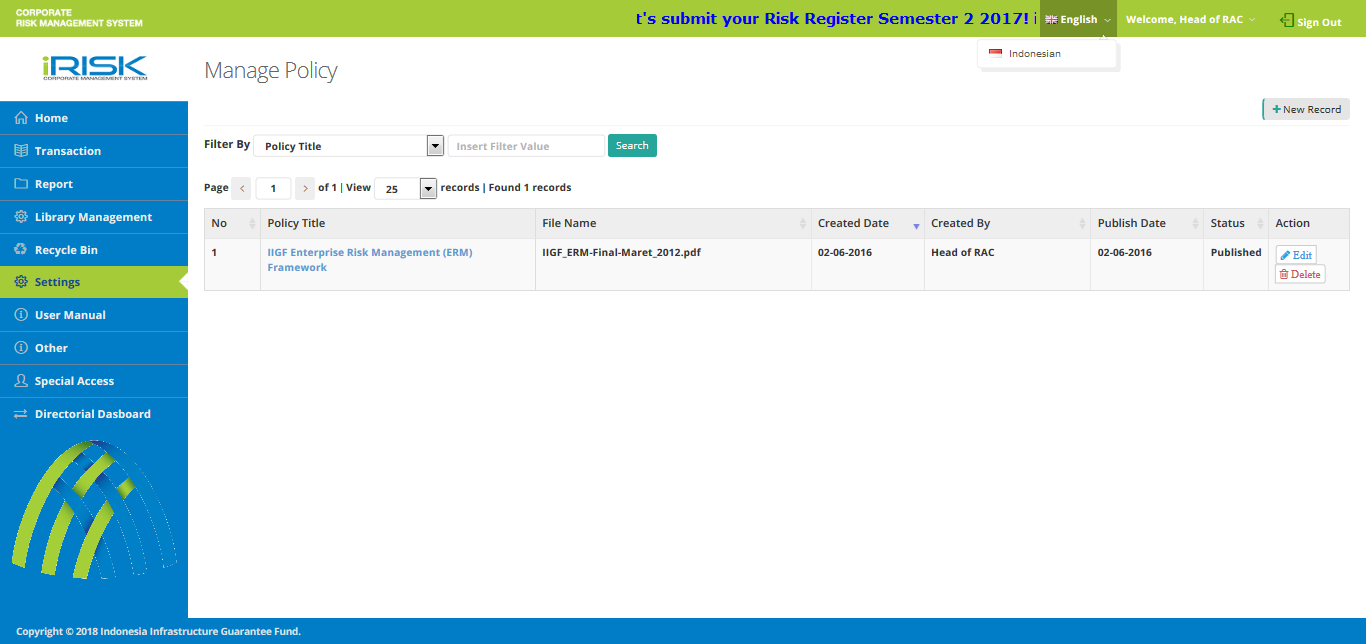 CORPORATE
RISK MANAGEMENT SYSTEM
t's submit your Risk Register Semester 2 2017! i
English
Welcome, Head of RAC
Sign Out
Indonesian
iRISK
CORPORATE MANAGEMENT SYSTEM
Manage Policy
+ New Record
Home
Transaction
Report
Library Management
Recycle Bin
Settings
User Manual
Other
Special Access
Directorial Dasboard
Filter By Policy Title Insert Filter Value Search
Page < 1 > of 1 | View 25 records | Found 1 records
No Policy Title File Name Created Date Created By Publish Date Status Action
1 IIGF Enterprise Risk Management (ERM) IIGF_ERM-Final-Maret_2012.pdf 02-06-2016 Head of RAC 02-06-2016 Published Edit
Framework
Delete
Copyright © 2018 Indonesia Infrastructure Guarantee Fund.